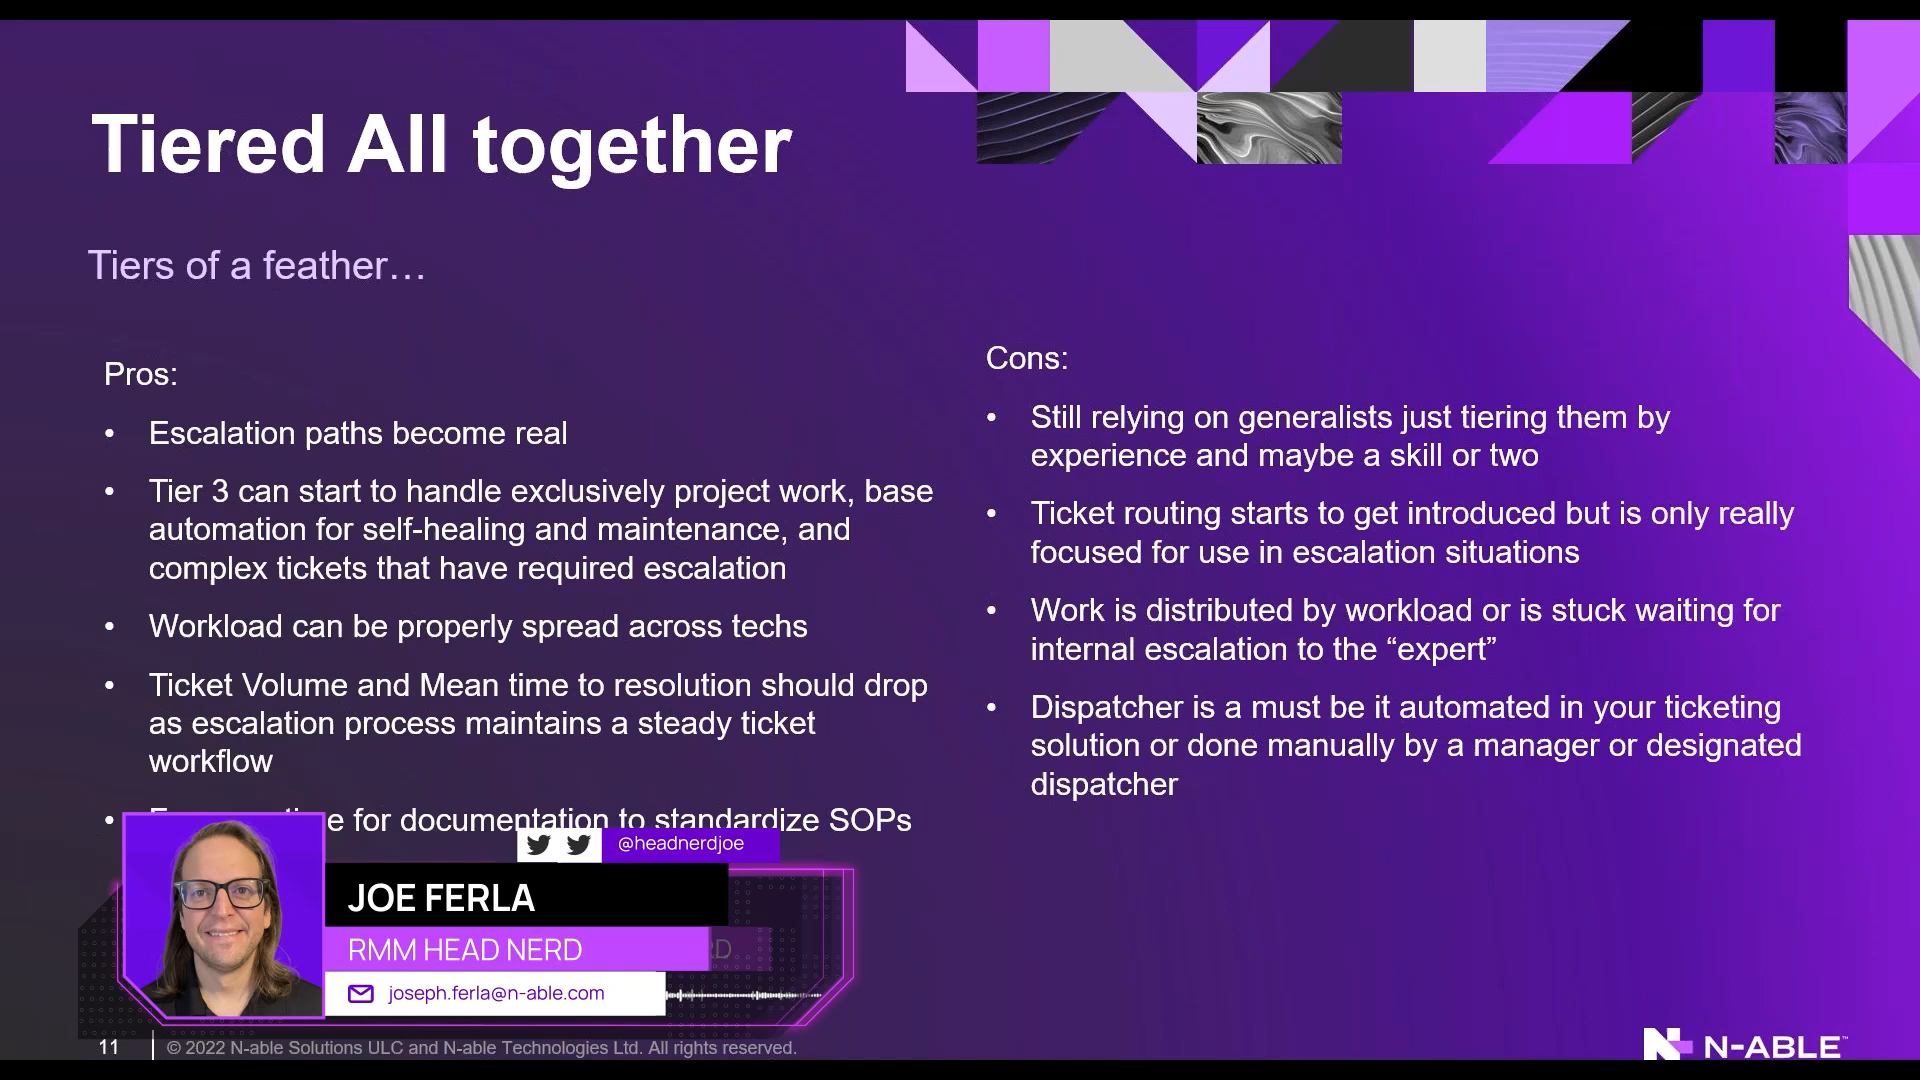 Tiered All together
Tiers of a feather…
Pros:
• Escalation paths become real
• Tier 3 can start to handle exclusively project work, base
automation for self-healing and maintenance, and
complex tickets that have required escalation
• Workload can be properly spread across techs
• Ticket Volume and Mean time to resolution should drop
as escalation process maintains a steady ticket
workflow
• for documentation to standardize SOPs
Cons:
• Still relying on generalists just tiering them by
experience and maybe a skill or two
• Ticket routing starts to get introduced but is only really
focused for use in escalation situations
• Work is distributed by workload or is stuck waiting for
internal escalation to the “expert”
• Dispatcher is a must be it automated in your ticketing
solution or done manually by a manager or designated
dispatcher
@headnerdjoe
JOE FERLA
RMM HEAD NERD
joseph.ferla@n-able.com
11
© 2022 N-able Solutions ULC and N-able Technologies Ltd. All rights reserved.
N-ABLE™